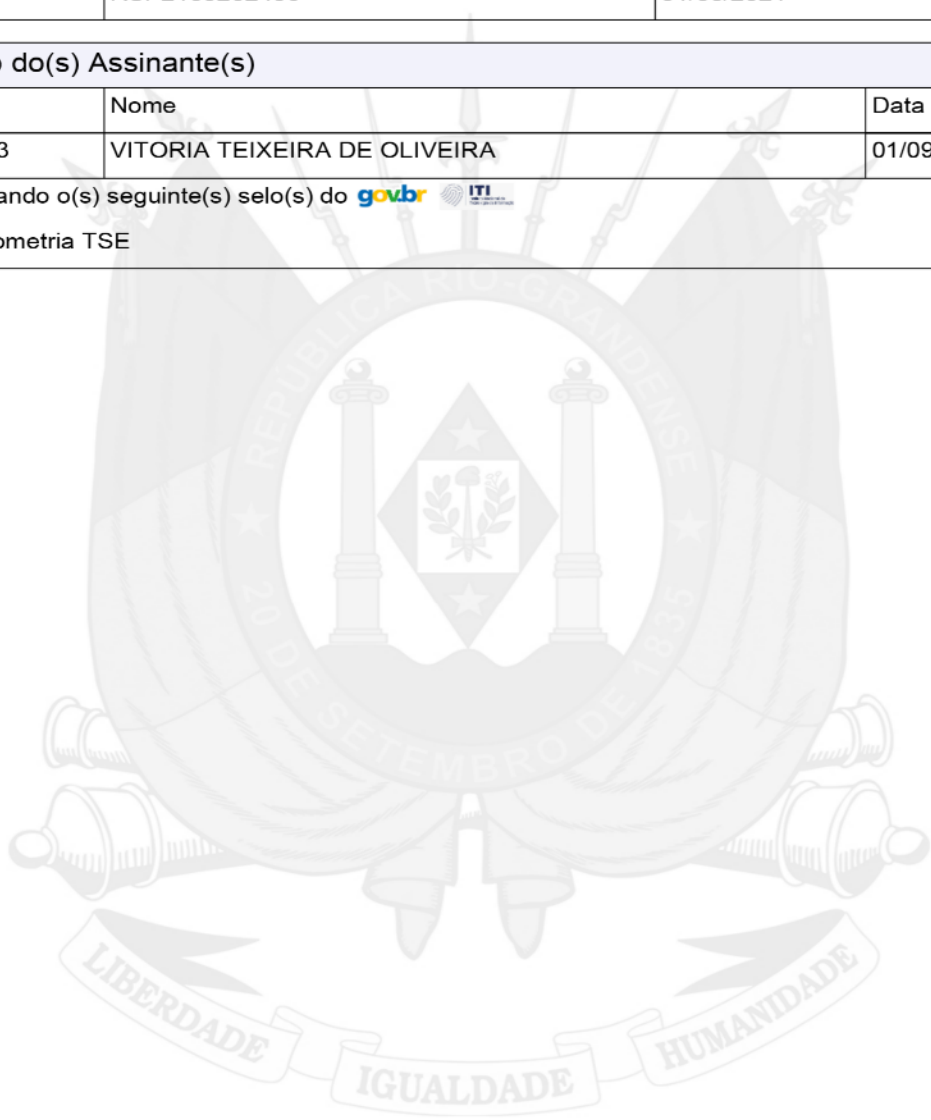 do(s) Assinante(s)
Nome
Data
3
VITORIA TEIXEIRA DE OLIVEIRA
01/09
ando o(s) seguinte(s) selo(s) do gov.br ITI
ometria TSE
REPÚBLICA RIO-GRANDENSE
20 DE SETEMBRO DE 1835
LIBERDADE
IGUALDADE
HUMANIDADE